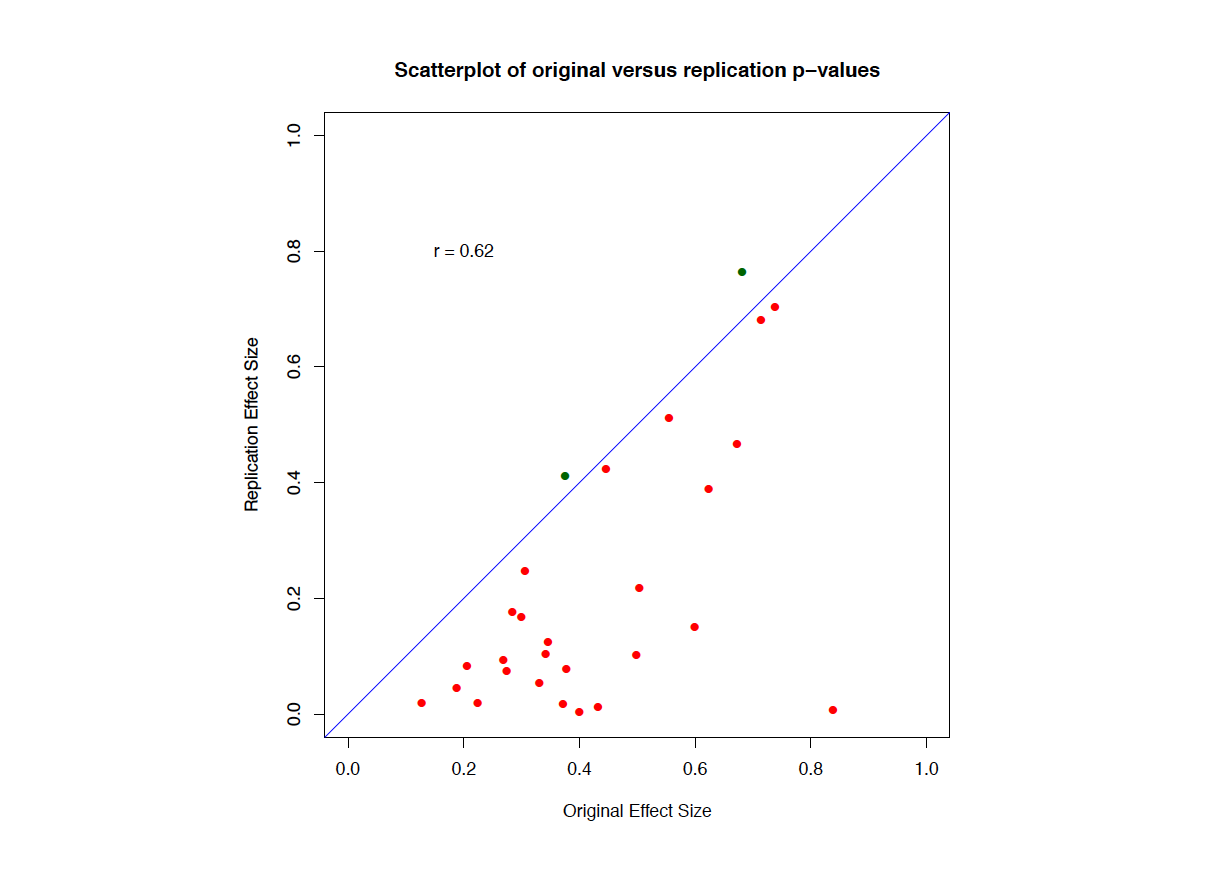 Scatterplot of original versus replication p−values
1.0
0.8
0.6
0.4
0.2
0.0
Replication Effect Size
r = 0.62
0.0 0.2 0.4 0.6 0.8 1.0
Original Effect Size